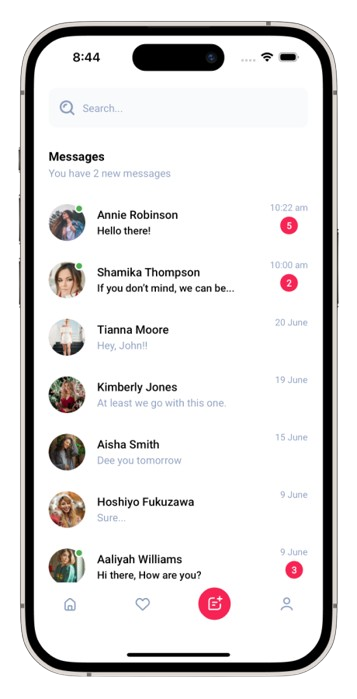 8:44
Search...
Messages
You have 2 new messages
Annie Robinson 10:22 am
Hello there! 5
Shamika Thompson 10:00 am
If you don't mind, we can be... 2
Tianna Moore 20 June
Hey, John!!
Kimberly Jones 19 June
At least we go with this one.
Aisha Smith 15 June
Dee you tomorrow
Hoshiyo Fukuzawa 9 June
Sure...
Aaliyah Williams 9 June
Hi there, How are you? 3